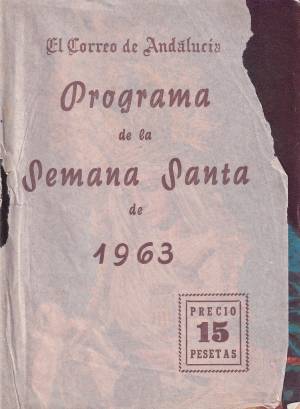 El Correo de Andalucía
Programa
de la
Semana Santa
de
1963
PRECIO
15
PESETAS